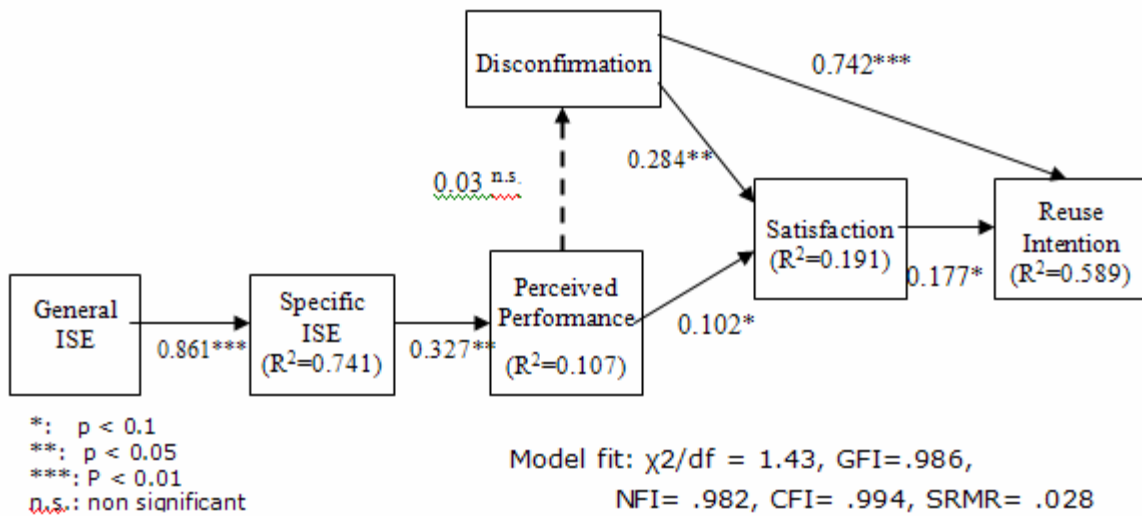 Disconfirmation
0.742***
0.284**
0.03 n.s.
Satisfaction
(R²=0.191)
Reuse
Intention
(R²=0.589)
0.177*
General
ISE
0.861***
Specific
ISE
(R²=0.741)
0.327**
Perceived
Performance
(R²=0.107)
0.102*
*: p < 0.1
**: p < 0.05
***: P < 0.01
n.s.: non significant
Model fit: χ2/df = 1.43, GFI=.986,
NFI= .982, CFI= .994, SRMR= .028